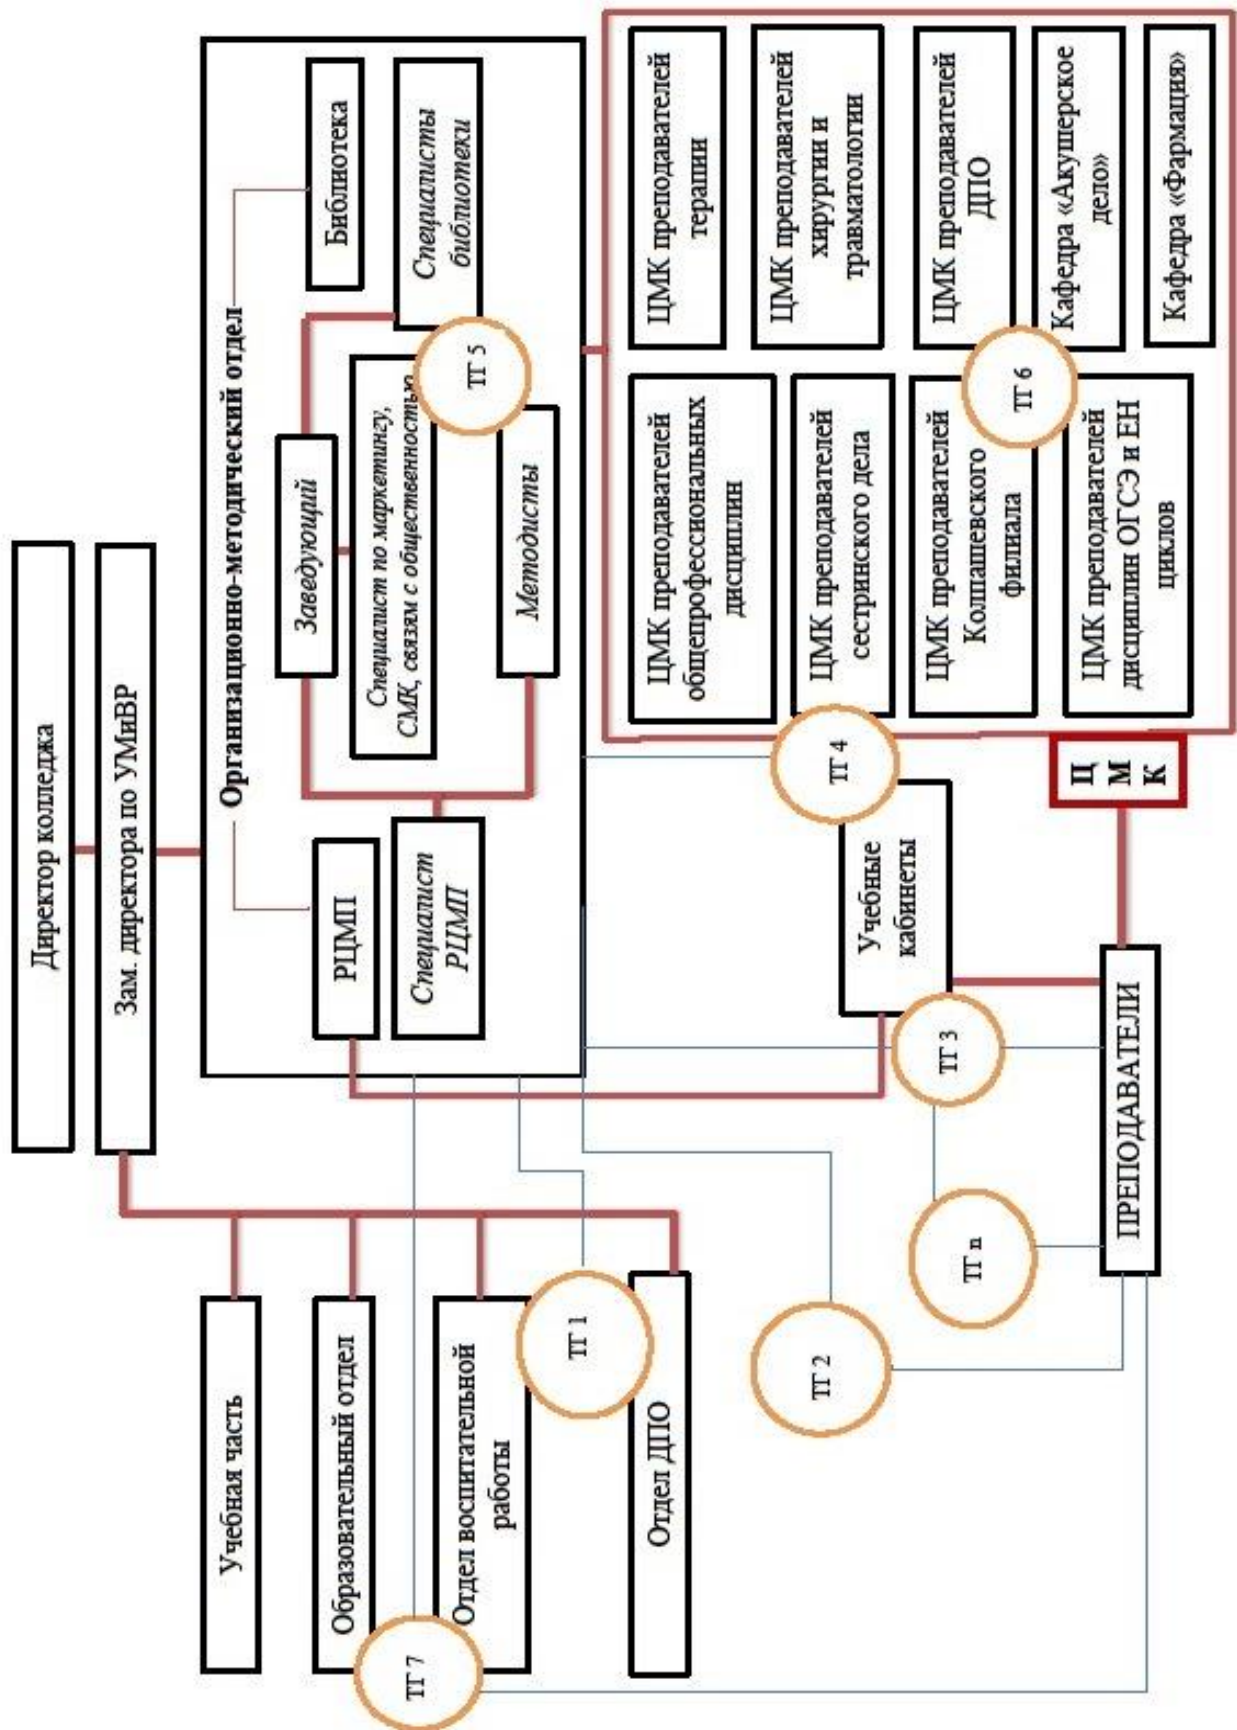 Директор колледжа
Зам. директора по УМиВР
Учебная часть
Образовательный отдел
Отдел воспитательной
работы
Отдел ДПО
ТГ 7
ТГ 1
Организационно-методический отдел
РЦМП
Специалист
РЦМП
Заведующий
Специалист по маркетингу,
СМК, связям с общественностью
Методисты
Библиотека
Специалисты
библиотеки
ТГ 5
ТГ 2
ТГ n
ТГ 3
Учебные
кабинеты
ТГ 4
ПРЕПОДАВАТЕЛИ
Ц
М
К
ЦМК преподавателей
общепрофессиональных
дисциплин
ЦМК преподавателей
сестринского дела
ЦМК преподавателей
Колпашевского
филиала
ЦМК преподавателей
дисциплин ОГСЭ и ЕН
циклов
ТГ 6
ЦМК преподавателей
терапии
ЦМК преподавателей
хирургии и
травматологии
ЦМК преподавателей
ДПО
Кафедра «Акушерское
дело»
Кафедра «Фармация»